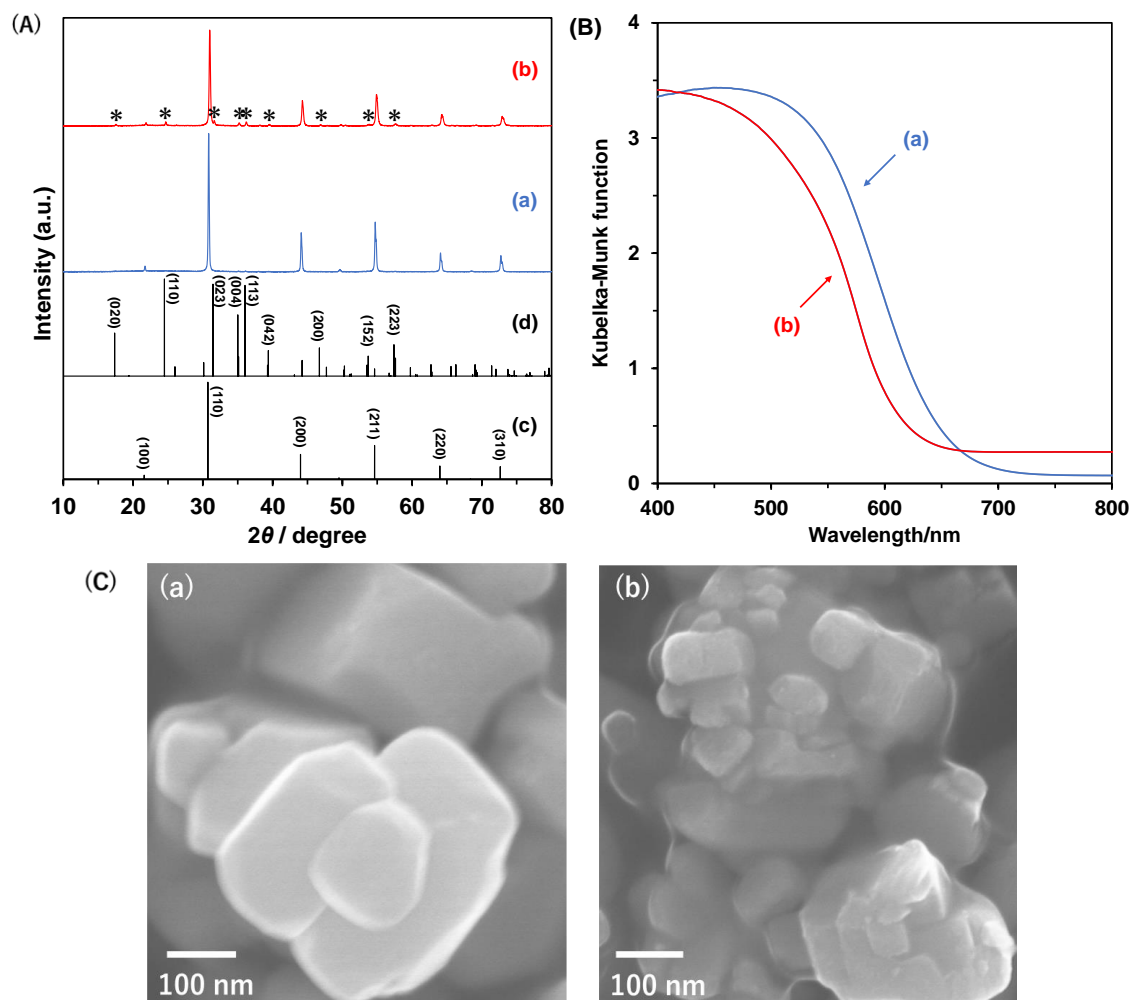 (A)
(b)
* * * * * * * * *
(a)
(020)
(110)
(023)
(004)
(113)
(042)
(200)
(152)
(223)
(d)
(100)
(110)
(200)
(211)
(220)
(310)
(c)
Intensity (a.u.)
10 20 30 40 50 60 70 80
2θ / degree
(B)
4
3
2
1
0
Kubelka-Munk function
(a)
(b)
400 500 600 700 800
Wavelength/nm
(C)
(a)
100 nm
(b)
100 nm